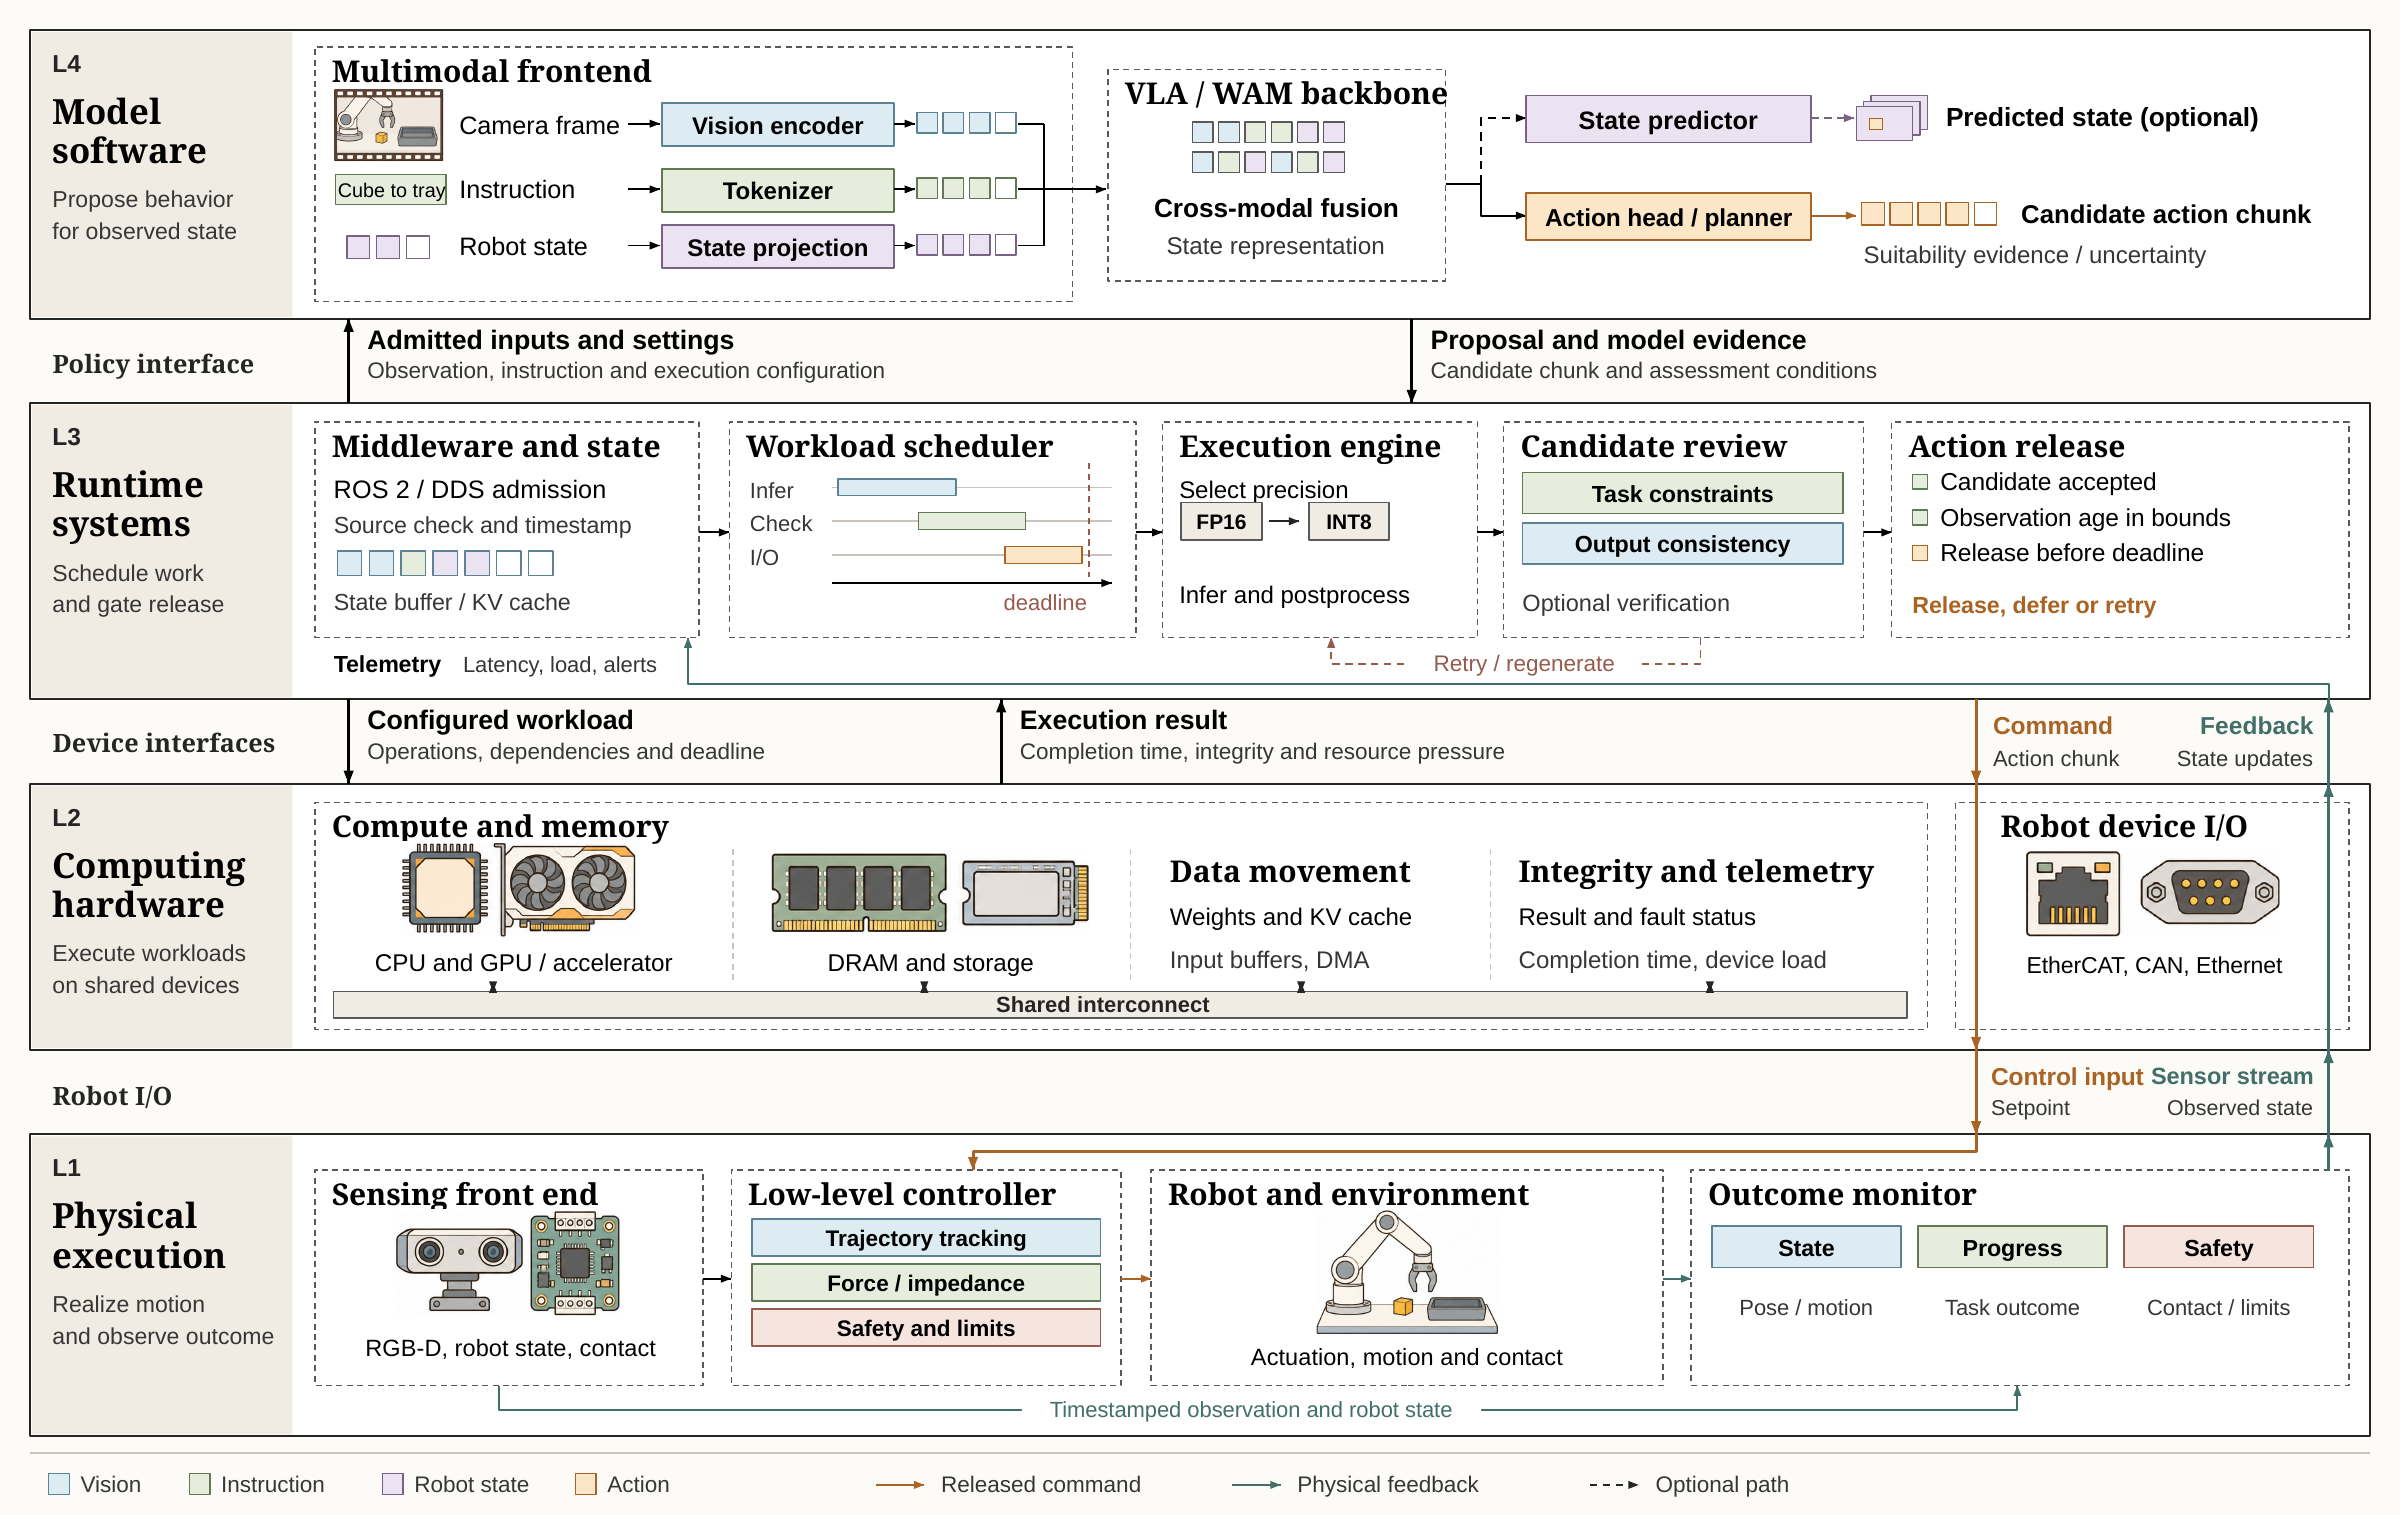 L4
Model
software
Propose behavior
for observed state
Multimodal frontend
Camera frame
Vision encoder
Cube to tray
Instruction
Tokenizer
Robot state
State projection
VLA / WAM backbone
Cross-modal fusion
State representation
State predictor
Predicted state (optional)
Action head / planner
Candidate action chunk
Suitability evidence / uncertainty
Policy interface
Admitted inputs and settings
Observation, instruction and execution configuration
Proposal and model evidence
Candidate chunk and assessment conditions
L3
Runtime
systems
Schedule work
and gate release
Middleware and state
ROS 2 / DDS admission
Source check and timestamp
State buffer / KV cache
Workload scheduler
Infer
Check
I/O
deadline
Execution engine
Select precision
FP16
INT8
Infer and postprocess
Candidate review
Task constraints
Output consistency
Optional verification
Action release
Candidate accepted
Observation age in bounds
Release before deadline
Release, defer or retry
Telemetry Latency, load, alerts
Retry / regenerate
Device interfaces
Configured workload
Operations, dependencies and deadline
Execution result
Completion time, integrity and resource pressure
Command
Action chunk
Feedback
State updates
L2
Computing
hardware
Execute workloads
on shared devices
Compute and memory
CPU and GPU / accelerator
DRAM and storage
Data movement
Weights and KV cache
Input buffers, DMA
Integrity and telemetry
Result and fault status
Completion time, device load
Shared interconnect
Robot device I/O
EtherCAT, CAN, Ethernet
Robot I/O
Control input
Setpoint
Sensor stream
Observed state
L1
Physical
execution
Realize motion
and observe outcome
Sensing front end
RGB-D, robot state, contact
Low-level controller
Trajectory tracking
Force / impedance
Safety and limits
Robot and environment
Actuation, motion and contact
Outcome monitor
State
Progress
Safety
Pose / motion
Task outcome
Contact / limits
Timestamped observation and robot state
Vision
Instruction
Robot state
Action
Released command
Physical feedback
Optional path